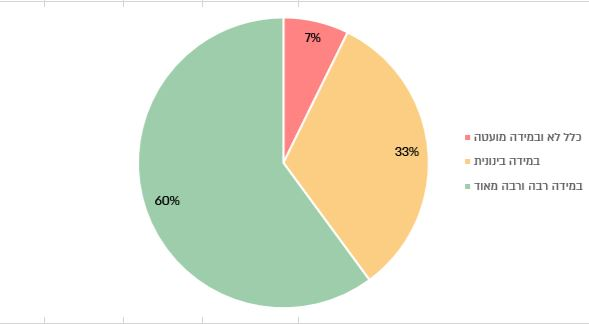 7%
33%
60%
כלל לא ובמידה מועטה
במידה בינונית
במידה רבה ורבה מאוד